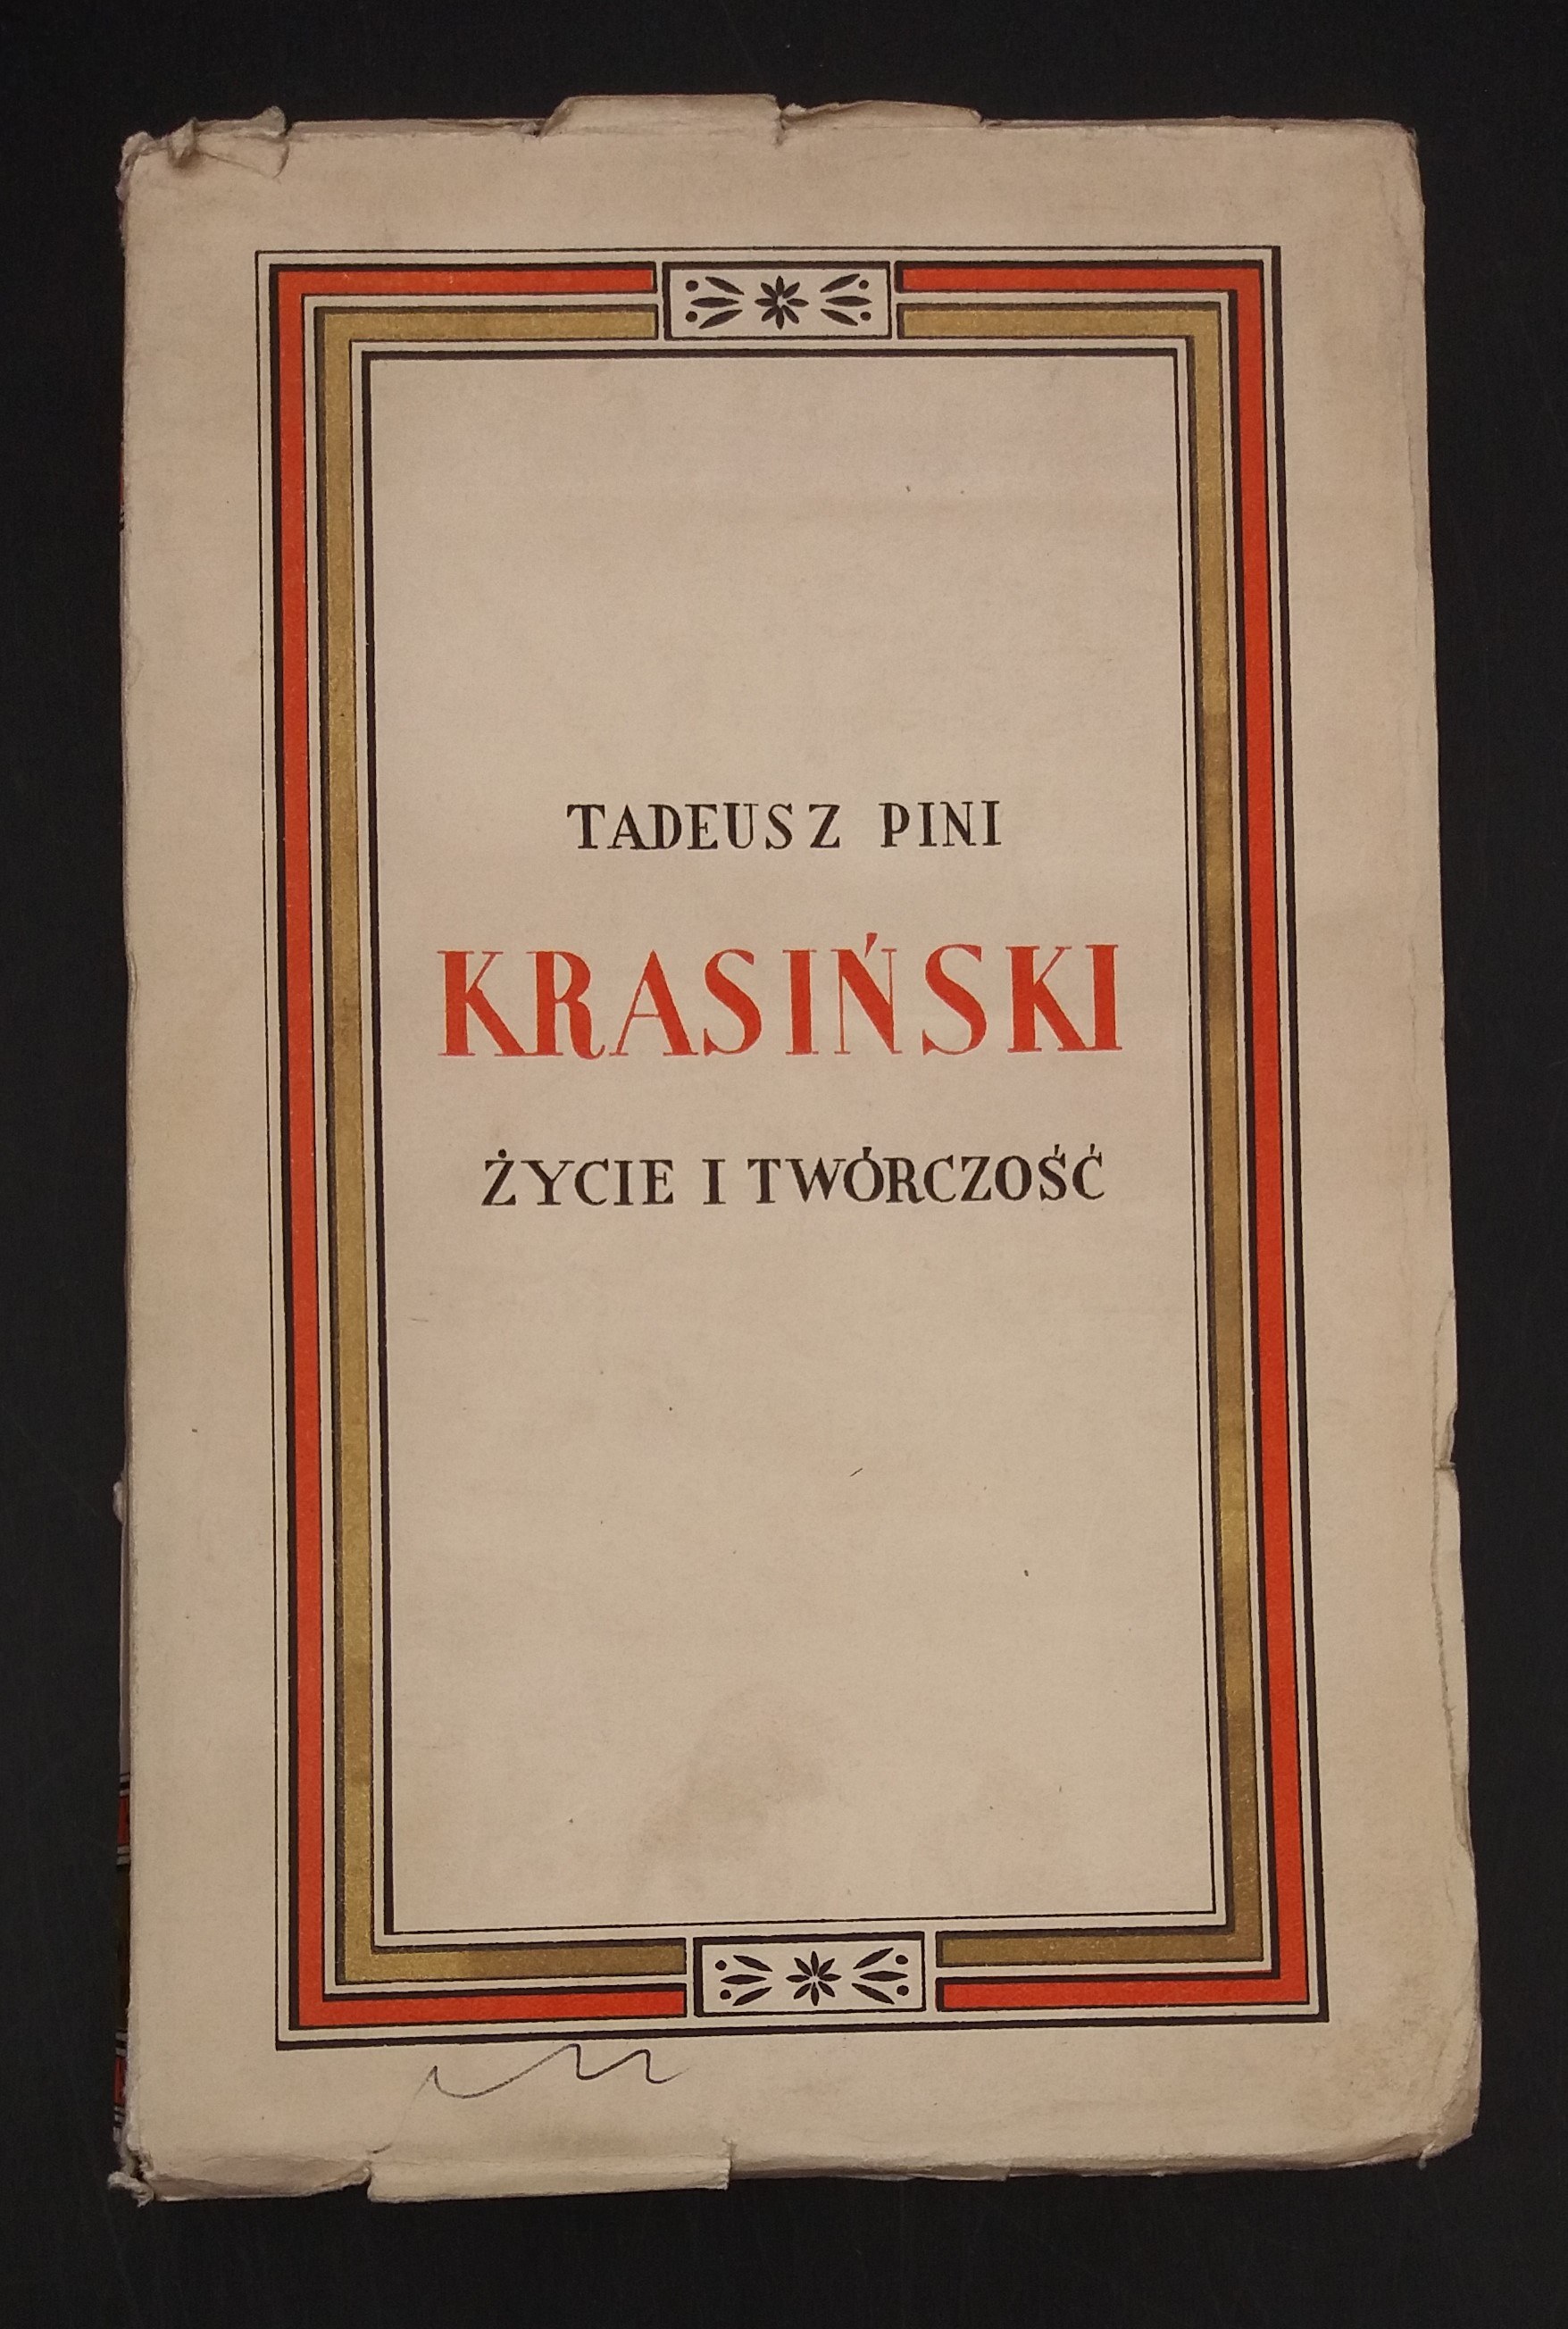 TADEUSZ PINI
KRASIŃSKI
ŻYCIE I TWÓRCZOŚĆ